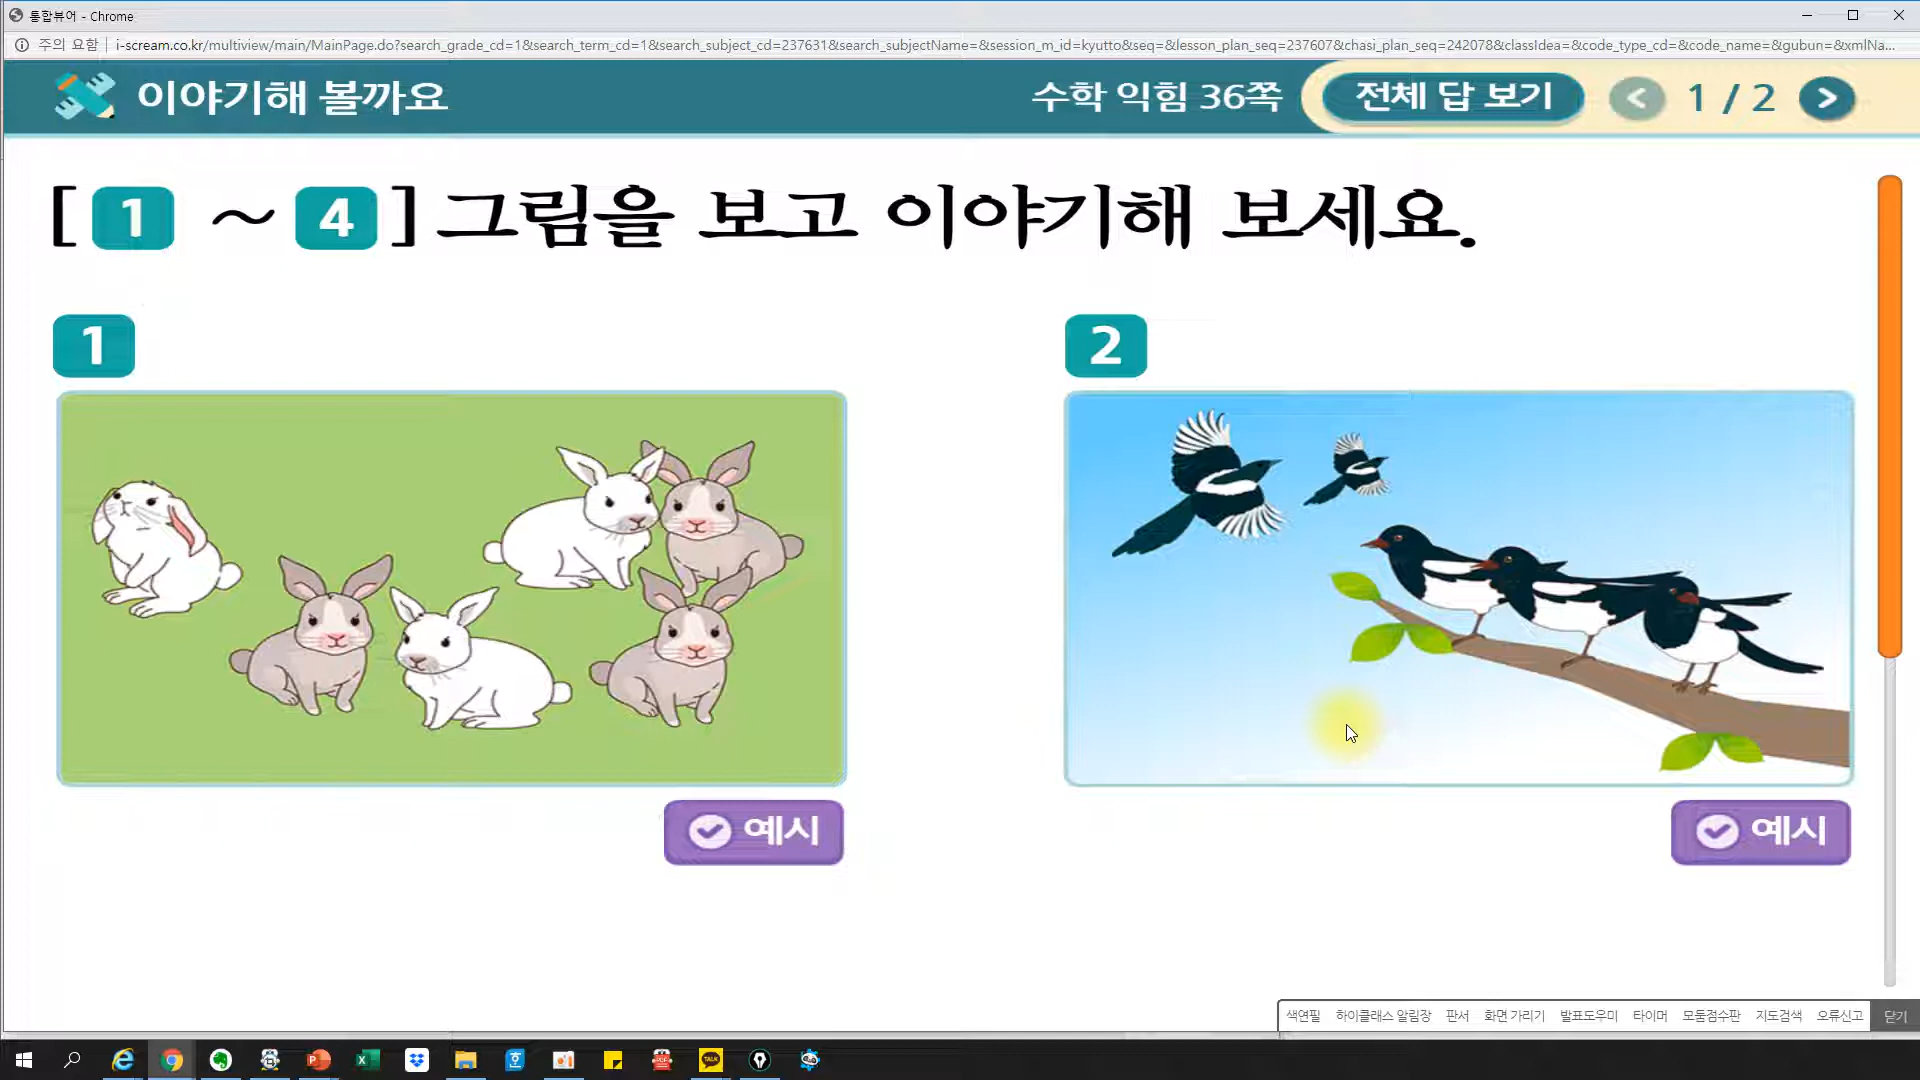 통합뷰어 - Chrome
주의 요함 | i-scream.co.kr/multiview/main/MainPage.do?search_grade_cd=1&search_term_cd=1&search_subject_cd=237631&search_subjectName=&session_m_id=kyutto&seq=&lesson_plan_seq=237607&chasi_plan_seq=242078&classIdea=&code_type_cd=&code_name=&gubun=&xmlNa...
이야기해 볼까요 수학 익힘 36쪽 전체 답 보기 < 1 / 2 >
[ 1 ~ 4 ] 그림을 보고 이야기해 보세요.
1
2
예시
예시
색연필 하이클래스 알림장 판서 화면 가리기 발표도우미 타이머 모둠점수판 지도검색 오류신고 닫기
TALK